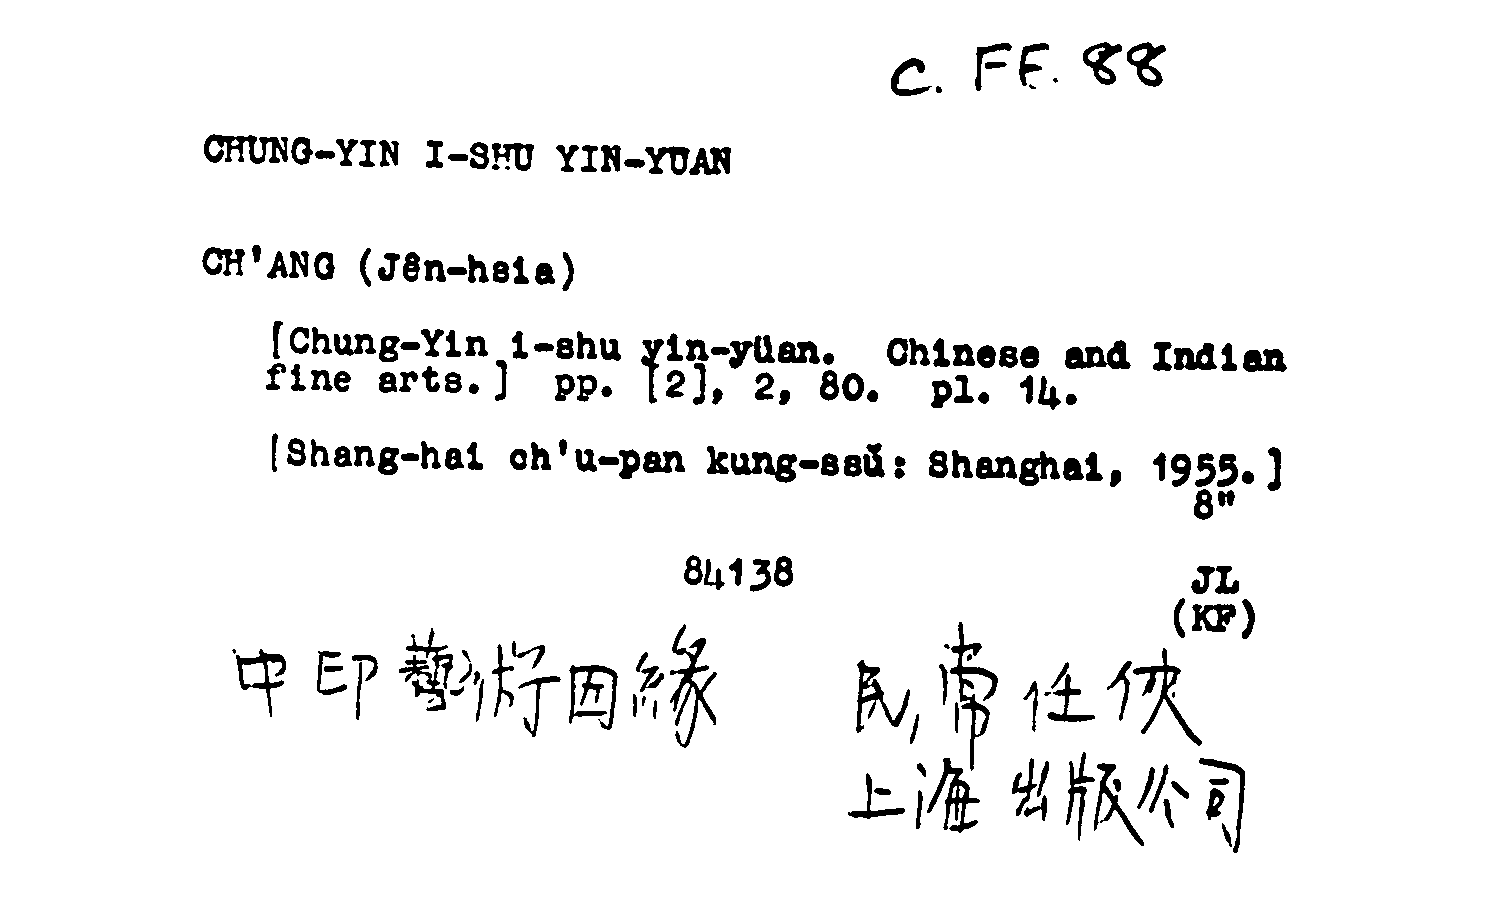 C. FF. 88
CHUNG-YIN I-SHU YIN-YUAN
CH'ANG (Jên-hsia)
[Chung-Yin i-shu yin-yüan. Chinese and Indian
fine arts.] pp. [2], 2, 80. pl. 14.
[Shang-hai ch'u-pan kung-ssŭ: Shanghai, 1955.]
8"
84138
JL
(KF)
中印藝術因緣
民,常任俠
上海出版公司